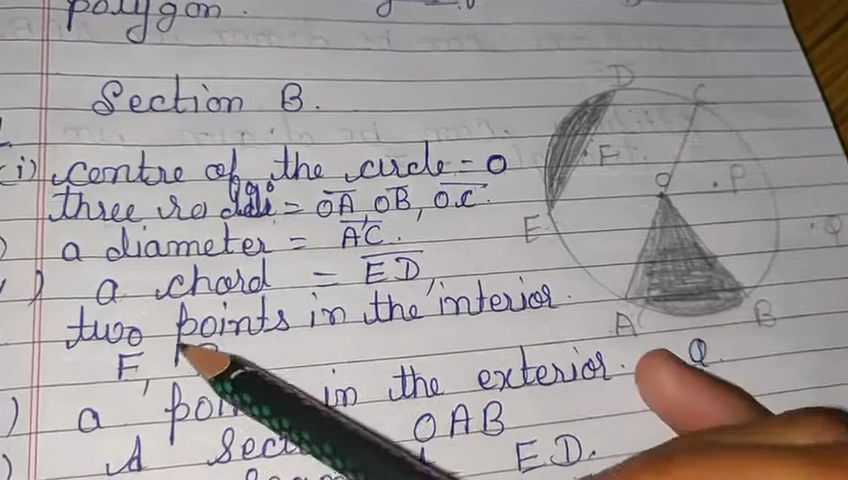 polygon.
Section B.
(i) centre of the circle = O
three radii = OA, OB, OC.
a diameter = AC.
) a chord = ED,
two points in the interior.
F,
) a in the exterior. Q.
) A OAB
ED.
D
C
F
O
P
E
Q
A
B